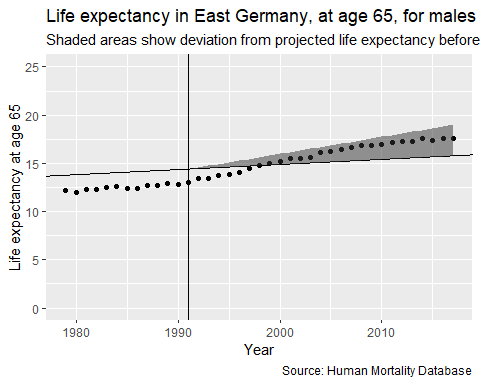 Life expectancy in East Germany, at age 65, for males
Shaded areas show deviation from projected life expectancy before
Life expectancy at age 65
25
20
15
10
5
0
1980
1990
2000
2010
Year
Source: Human Mortality Database